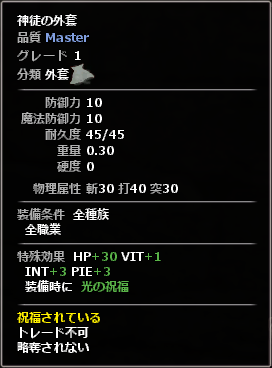 神徒の外套
品質 Master
グレード 1
分類 外套
防御力 10
魔法防御力 10
耐久度 45/45
重量 0.30
硬度 0
物理属性 斬30 打40 突30
装備条件 全種族
全職業
特殊効果 HP+30 VIT+1
INT+3 PIE+3
装備時に 光の祝福
祝福されている
トレード不可
略奪されない